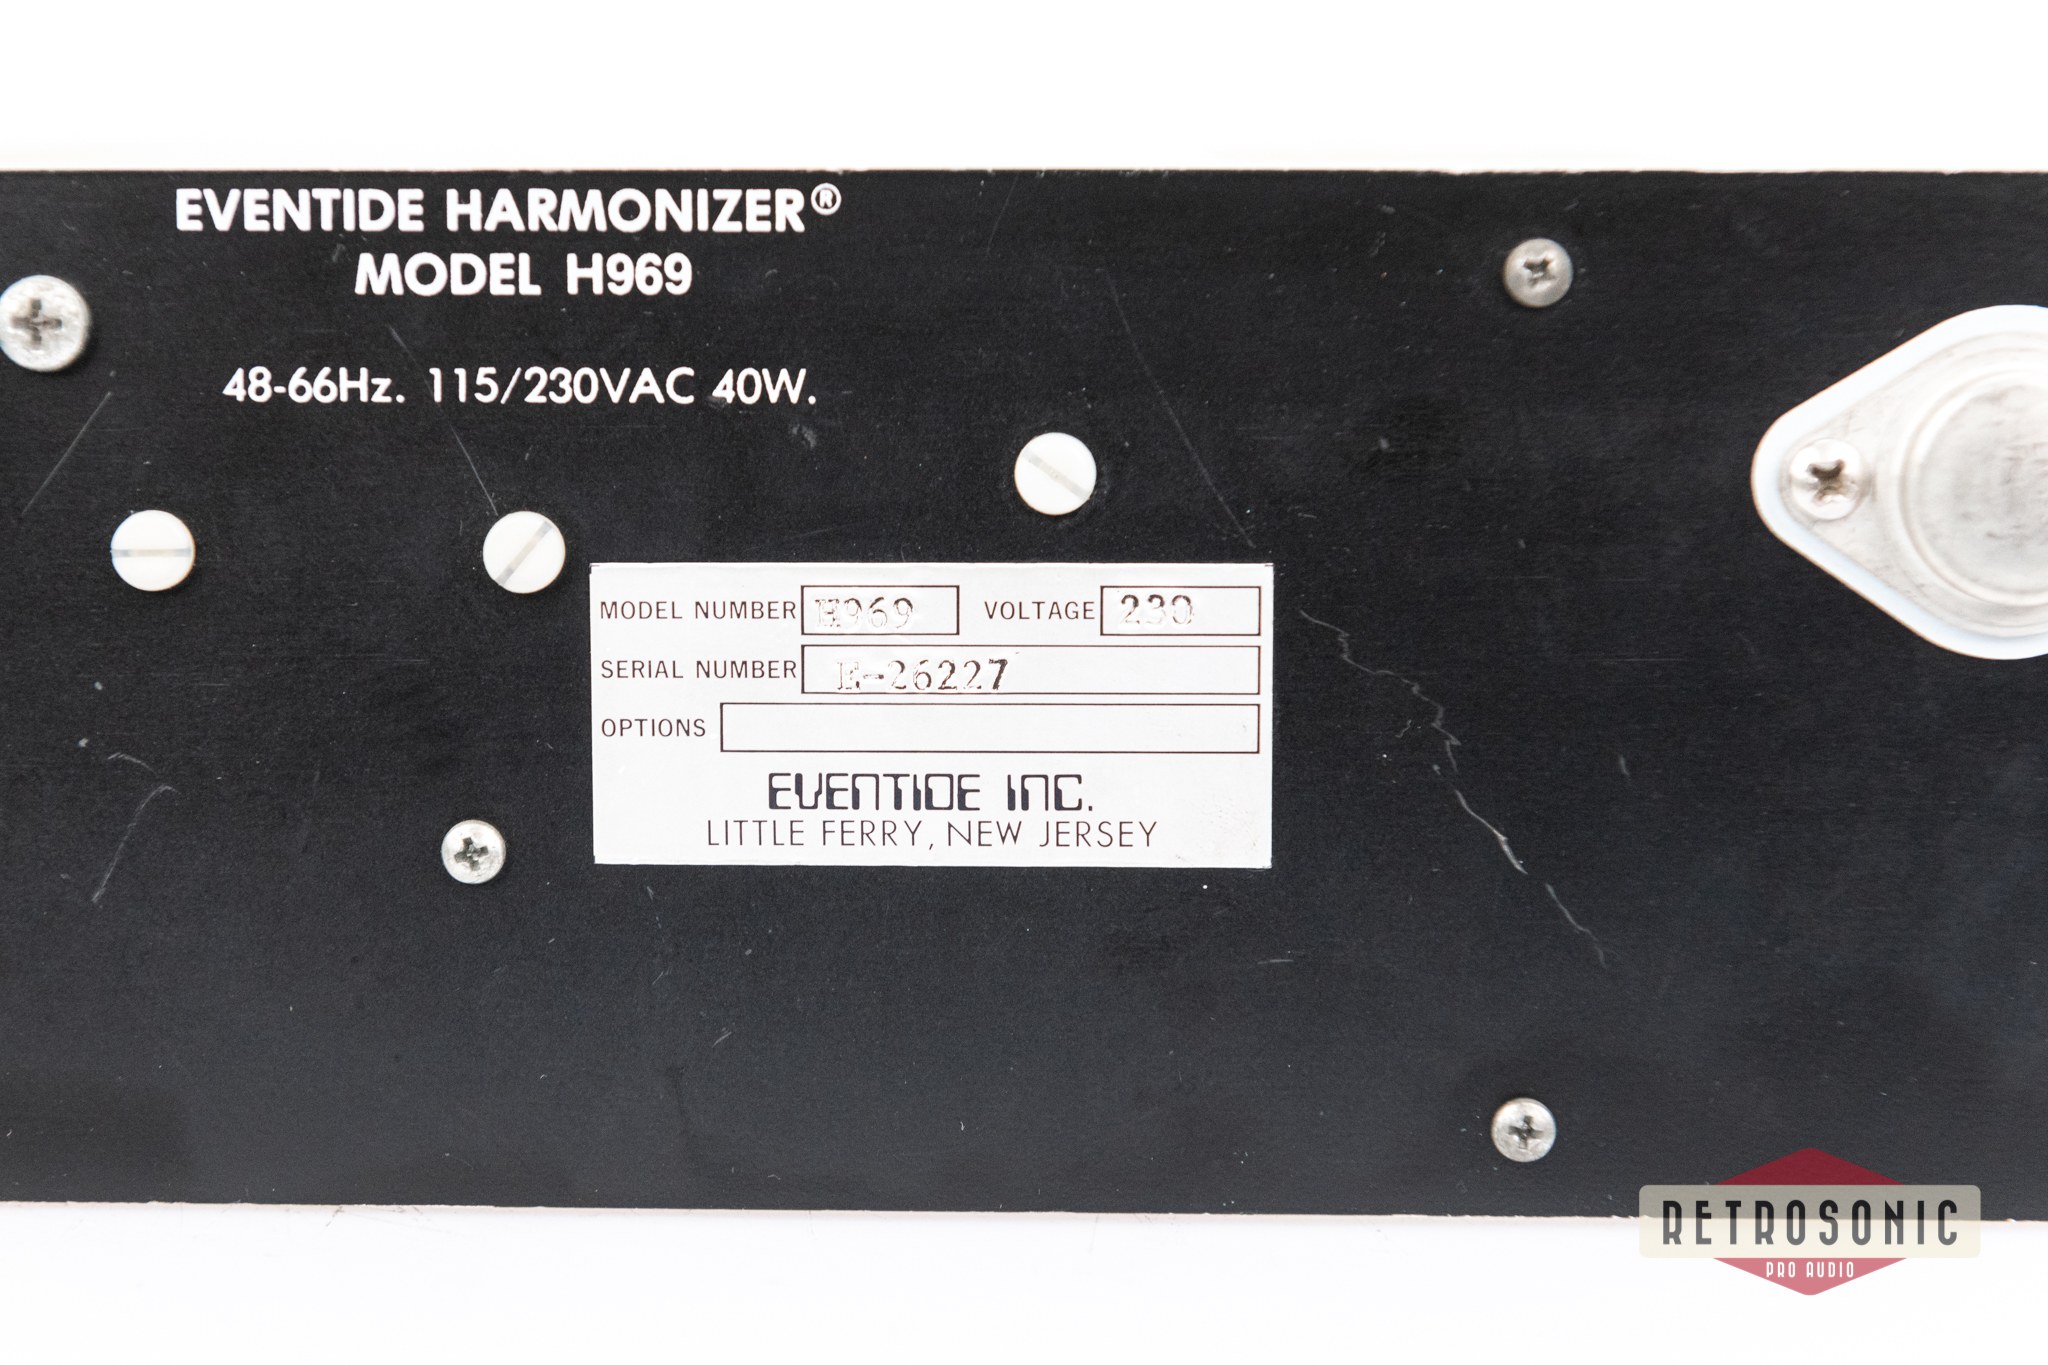 EVENTIDE HARMONIZER®
MODEL H969
48-66Hz. 115/230VAC 40W.
MODEL NUMBER H969 VOLTAGE 230
SERIAL NUMBER E-26227
OPTIONS
EVENTIDE INC.
LITTLE FERRY, NEW JERSEY
RETROSONIC
PRO AUDIO